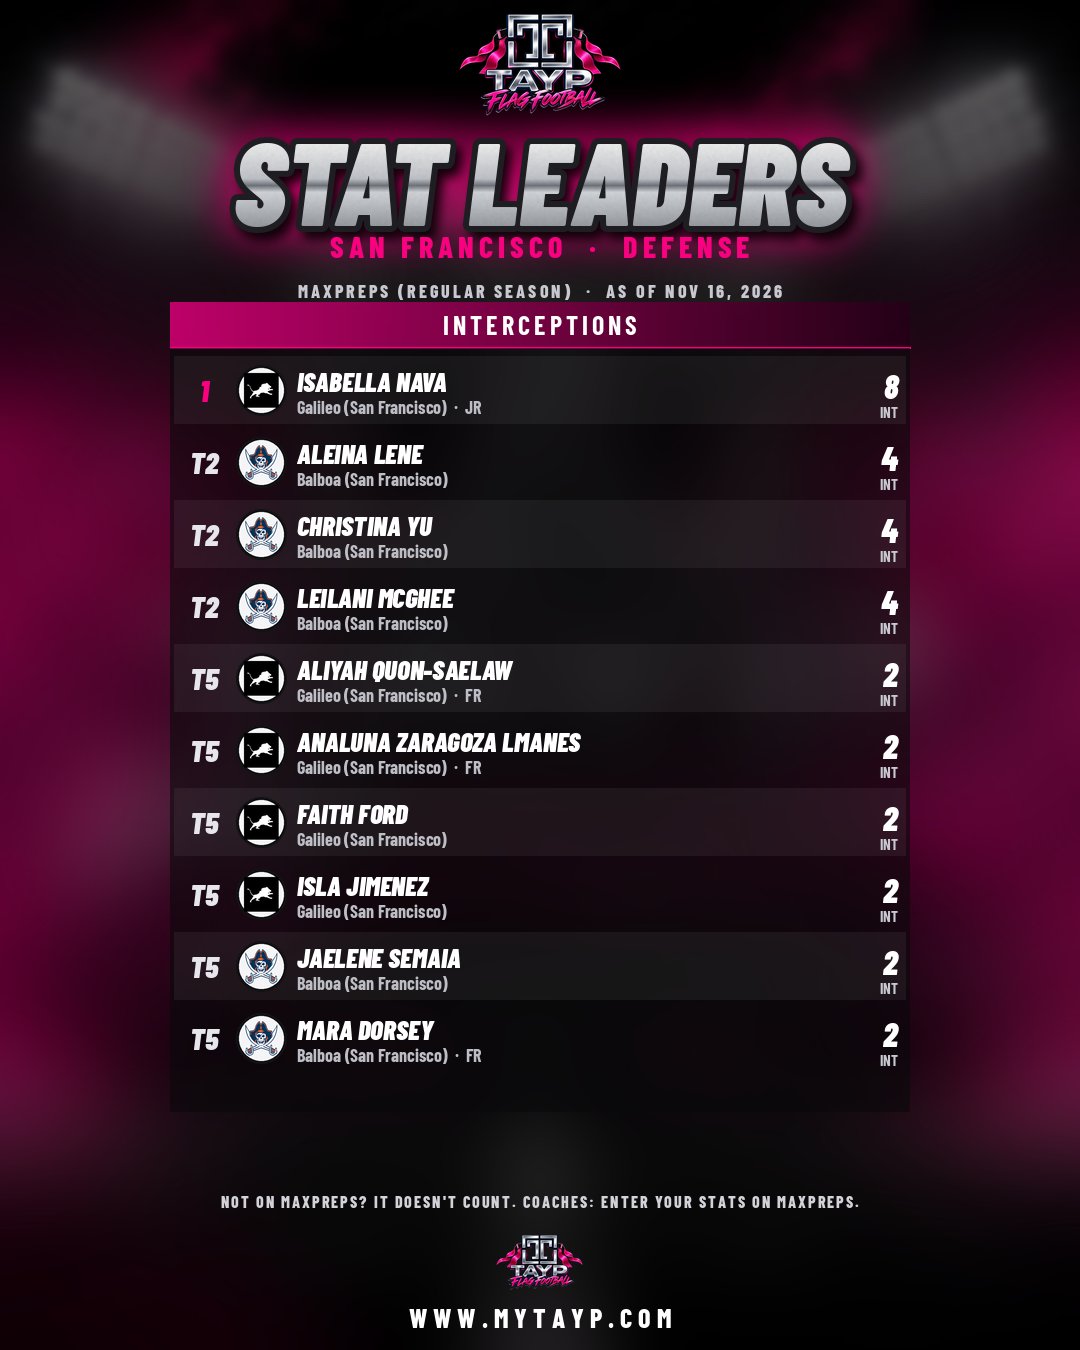 TAYP
FLAG FOOTBALL
STAT LEADERS
SAN FRANCISCO · DEFENSE
MAXPREPS (REGULAR SEASON) · AS OF NOV 16, 2026
INTERCEPTIONS
1 ISABELLA NAVA 8
Galileo (San Francisco) · JR INT
T2 ALEINA LENE 4
Balboa (San Francisco) INT
T2 CHRISTINA YU 4
Balboa (San Francisco) INT
T2 LEILANI MCGHEE 4
Balboa (San Francisco) INT
T5 ALIYAH QUON-SAELAW 2
Galileo (San Francisco) · FR INT
T5 ANALUNA ZARAGOZA LMANES 2
Galileo (San Francisco) · FR INT
T5 FAITH FORD 2
Galileo (San Francisco) INT
T5 ISLA JIMENEZ 2
Galileo (San Francisco) INT
T5 JAELENE SEMAIA 2
Balboa (San Francisco) INT
T5 MARA DORSEY 2
Balboa (San Francisco) · FR INT
NOT ON MAXPREPS? IT DOESN'T COUNT. COACHES: ENTER YOUR STATS ON MAXPREPS.
TAYP
FLAG FOOTBALL
WWW.MYTAYP.COM